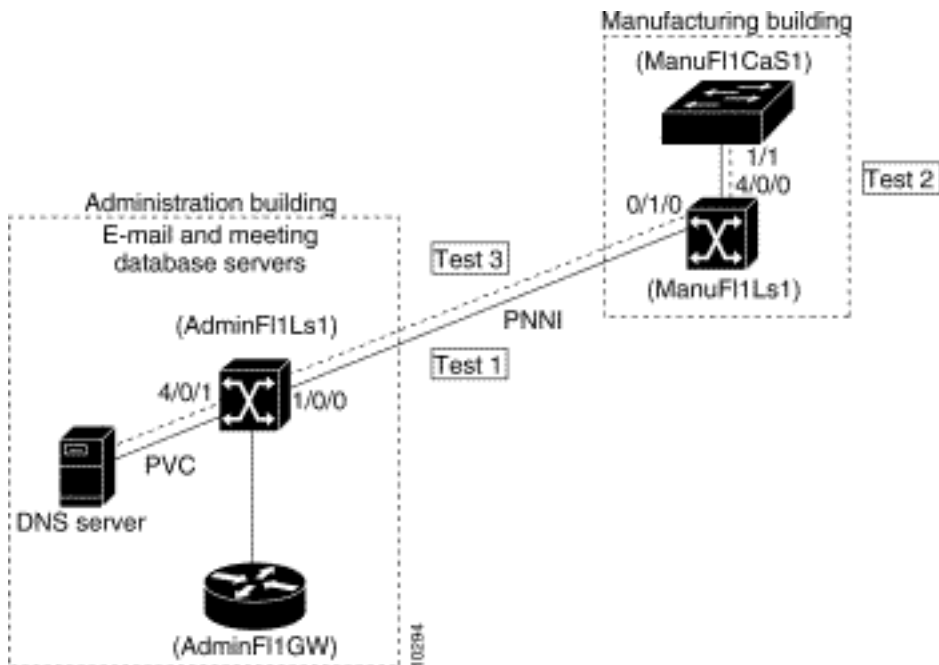 Manufacturing building
(ManuFl1CaS1)
1/1
4/0/0
Test 2
0/1/0
(ManuFl1Ls1)
Administration building
E-mail and meeting
database servers
Test 3
PNNI
Test 1
(AdminFl1Ls1)
4/0/1
1/0/0
PVC
DNS server
(AdminFl1GW)
10294